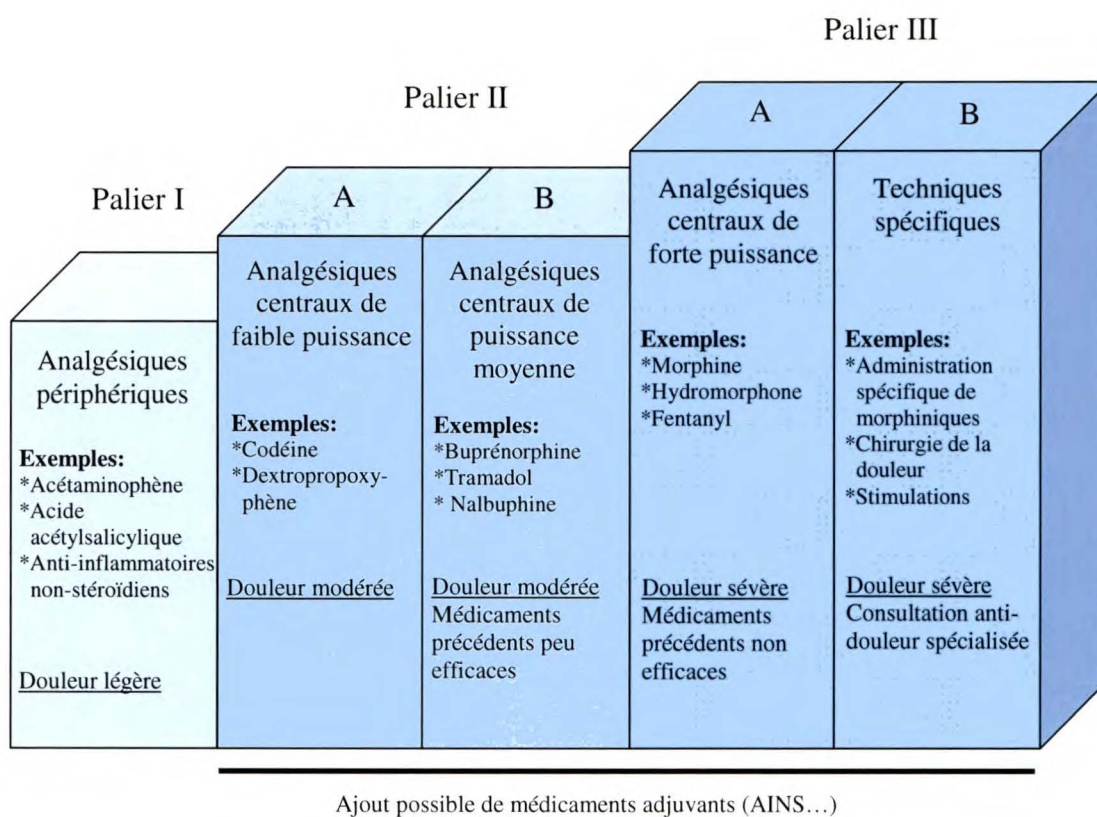 Palier I
Analgésiques
périphériques
Exemples:
*Acétaminophène
*Acide
acétylsalicylique
*Anti-inflammatoires
non-stéroïdiens
Douleur légère
Palier II
A
Analgésiques
centraux de
faible puissance
Exemples:
*Codéine
*Dextropropoxy-
phène
Douleur modérée
B
Analgésiques
centraux de
puissance
moyenne
Exemples:
*Buprénorphine
*Tramadol
* Nalbuphine
Douleur modérée
Médicaments
précédents peu
efficaces
Palier III
A
Analgésiques
centraux de
forte puissance
Exemples:
*Morphine
*Hydromorphone
*Fentanyl
Douleur sévère
Médicaments
précédents non
efficaces
B
Techniques
spécifiques
Exemples:
*Administration
spécifique de
morphiniques
*Chirurgie de la
douleur
*Stimulations
Douleur sévère
Consultation anti-
douleur spécialisée
Ajout possible de médicaments adjuvants (AINS…)